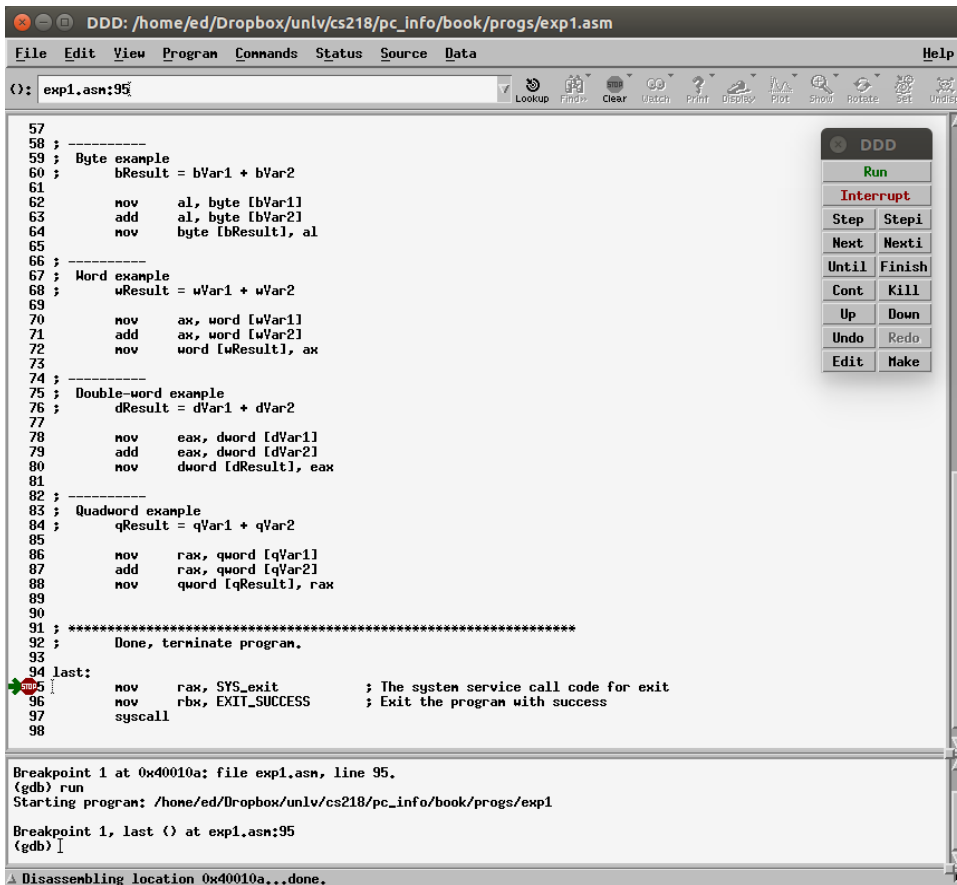 DDD: /home/ed/Dropbox/unlv/cs218/pc_info/book/progs/exp1.asm
File Edit View Program Commands Status Source Data Help
(): exp1.asm:95
Lookup Find>> Clear Watch Print Display Plot Show Rotate Set Undisp
57
58 ; ----------
59 ;  Byte example
60 ;       bResult = bVar1 + bVar2
61
62         mov     al, byte [bVar1]
63         add     al, byte [bVar2]
64         mov     byte [bResult], al
65
66 ; ----------
67 ;  Word example
68 ;       wResult = wVar1 + wVar2
69
70         mov     ax, word [wVar1]
71         add     ax, word [wVar2]
72         mov     word [wResult], ax
73
74 ; ----------
75 ;  Double-word example
76 ;       dResult = dVar1 + dVar2
77
78         mov     eax, dword [dVar1]
79         add     eax, dword [dVar2]
80         mov     dword [dResult], eax
81
82 ; ----------
83 ;  Quadword example
84 ;       qResult = qVar1 + qVar2
85
86         mov     rax, qword [qVar1]
87         add     rax, qword [qVar2]
88         mov     qword [qResult], rax
89
90
91 ; *****************************************************************
92 ;       Done, terminate program.
93
94 last:
STOP 5         mov     rax, SYS_exit           ; The system service call code for exit
96         mov     rbx, EXIT_SUCCESS       ; Exit the program with success
97         syscall
98
DDD
Run
Interrupt
Step Stepi
Next Nexti
Until Finish
Cont Kill
Up Down
Undo Redo
Edit Make
Breakpoint 1 at 0x40010a: file exp1.asm, line 95.
(gdb) run
Starting program: /home/ed/Dropbox/unlv/cs218/pc_info/book/progs/exp1
Breakpoint 1, last () at exp1.asm:95
(gdb)
Disassembling location 0x40010a...done.